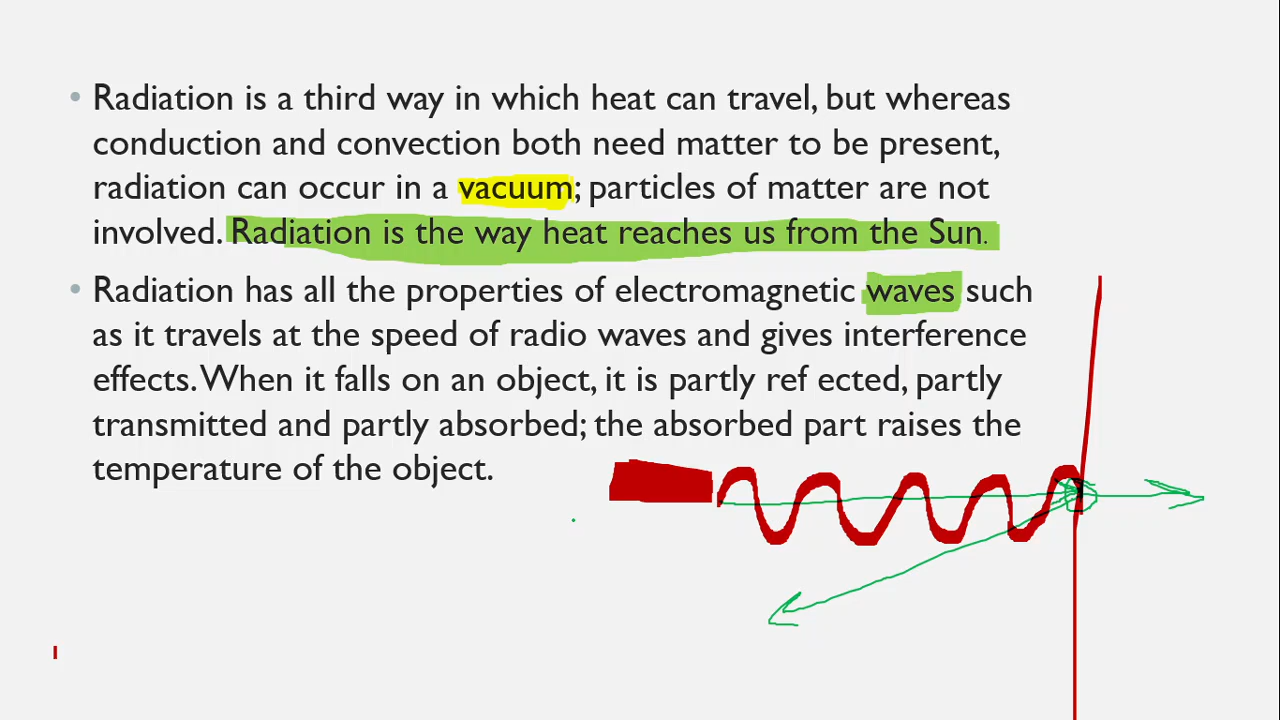 • Radiation is a third way in which heat can travel, but whereas
conduction and convection both need matter to be present,
radiation can occur in a vacuum; particles of matter are not
involved. Radiation is the way heat reaches us from the Sun.
• Radiation has all the properties of electromagnetic waves such
as it travels at the speed of radio waves and gives interference
effects. When it falls on an object, it is partly ref ected, partly
transmitted and partly absorbed; the absorbed part raises the
temperature of the object.